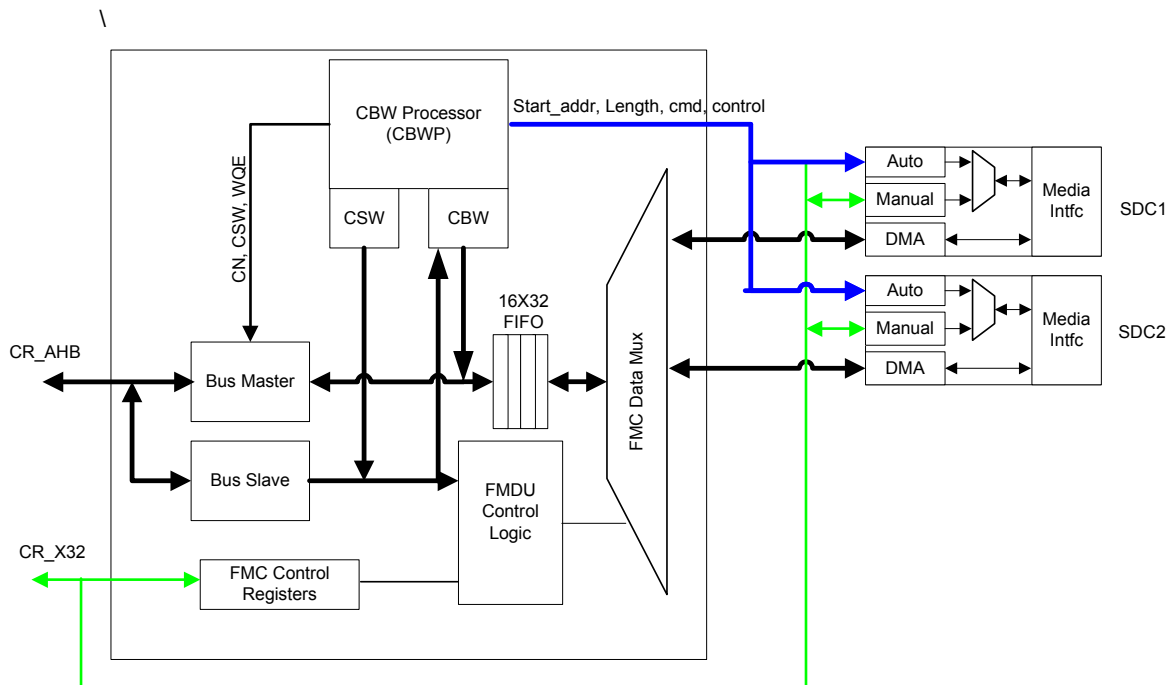 \
CBW Processor
(CBWP)
Start_addr, Length, cmd, control
CN, CSW, WQE
CSW
CBW
Auto
Manual
DMA
Media
Intfc
SDC1
Auto
Manual
DMA
Media
Intfc
SDC2
16X32
FIFO
CR_AHB
Bus Master
FMC Data Mux
Bus Slave
FMDU
Control
Logic
CR_X32
FMC Control
Registers